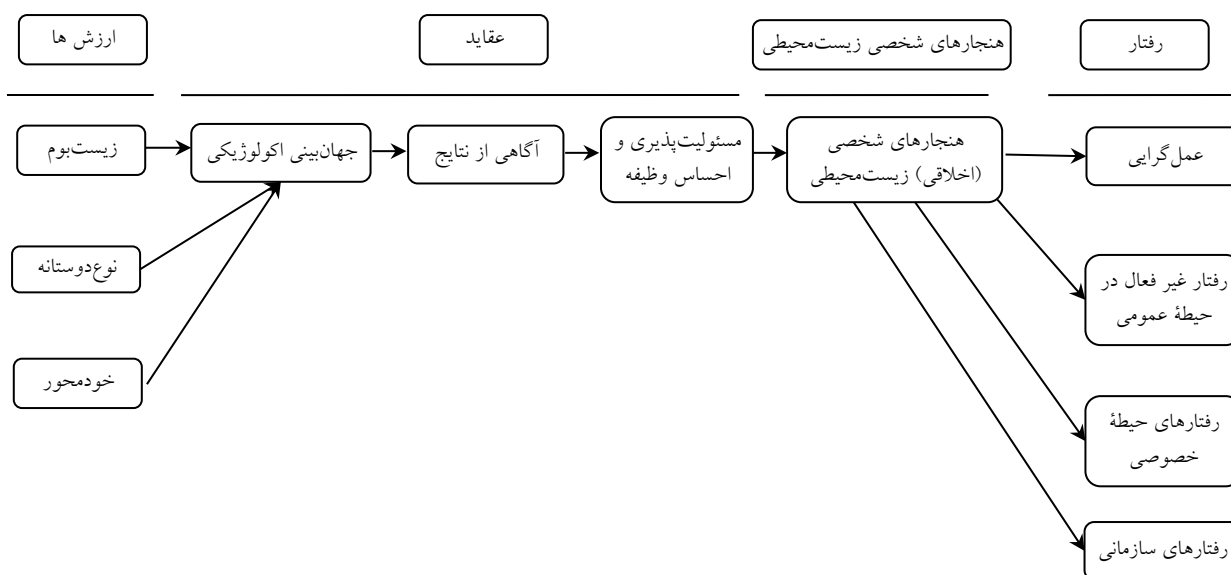 ارزش ها
عقاید
هنجارهای شخصی زیست‌محیطی
رفتار
زیست‌بوم
جهان‌بینی اکولوژیکی
آگاهی از نتایج
مسئولیت‌پذیری و
احساس وظیفه
هنجارهای شخصی
(اخلاقی) زیست‌محیطی
عمل‌گرایی
نوع‌دوستانه
رفتار غیر فعال در
حیطۀ عمومی
خودمحور
رفتارهای حیطۀ
خصوصی
رفتارهای سازمانی